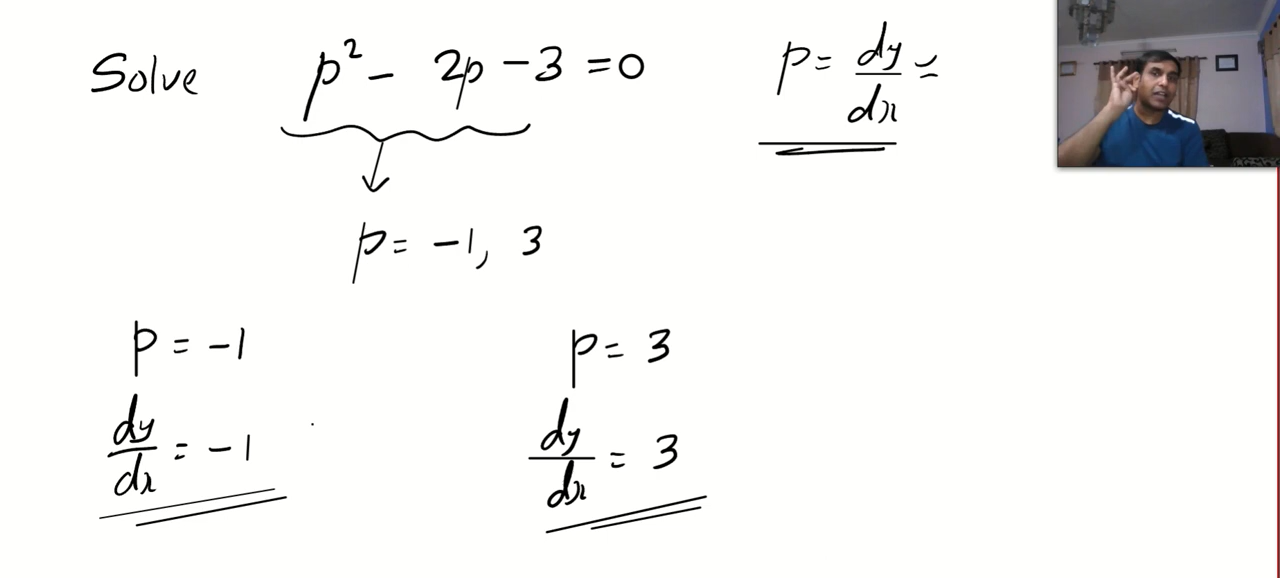 Solve p² - 2p - 3 = 0
p = dy/dx =
p = -1, 3
p = -1
dy/dx = -1
p = 3
dy/dx = 3